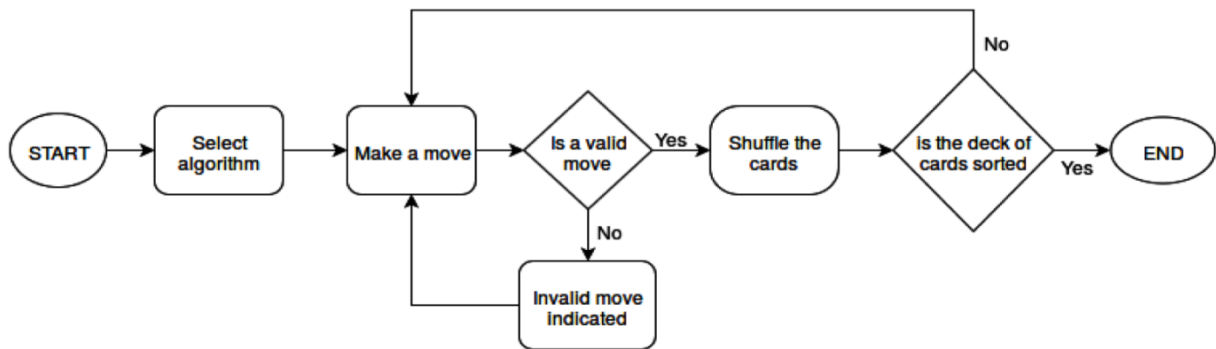 No
START
Select
algorithm
Make a move
Is a valid
move
Yes
Shuffle the
cards
is the deck of
cards sorted
Yes
END
No
Invalid move
indicated